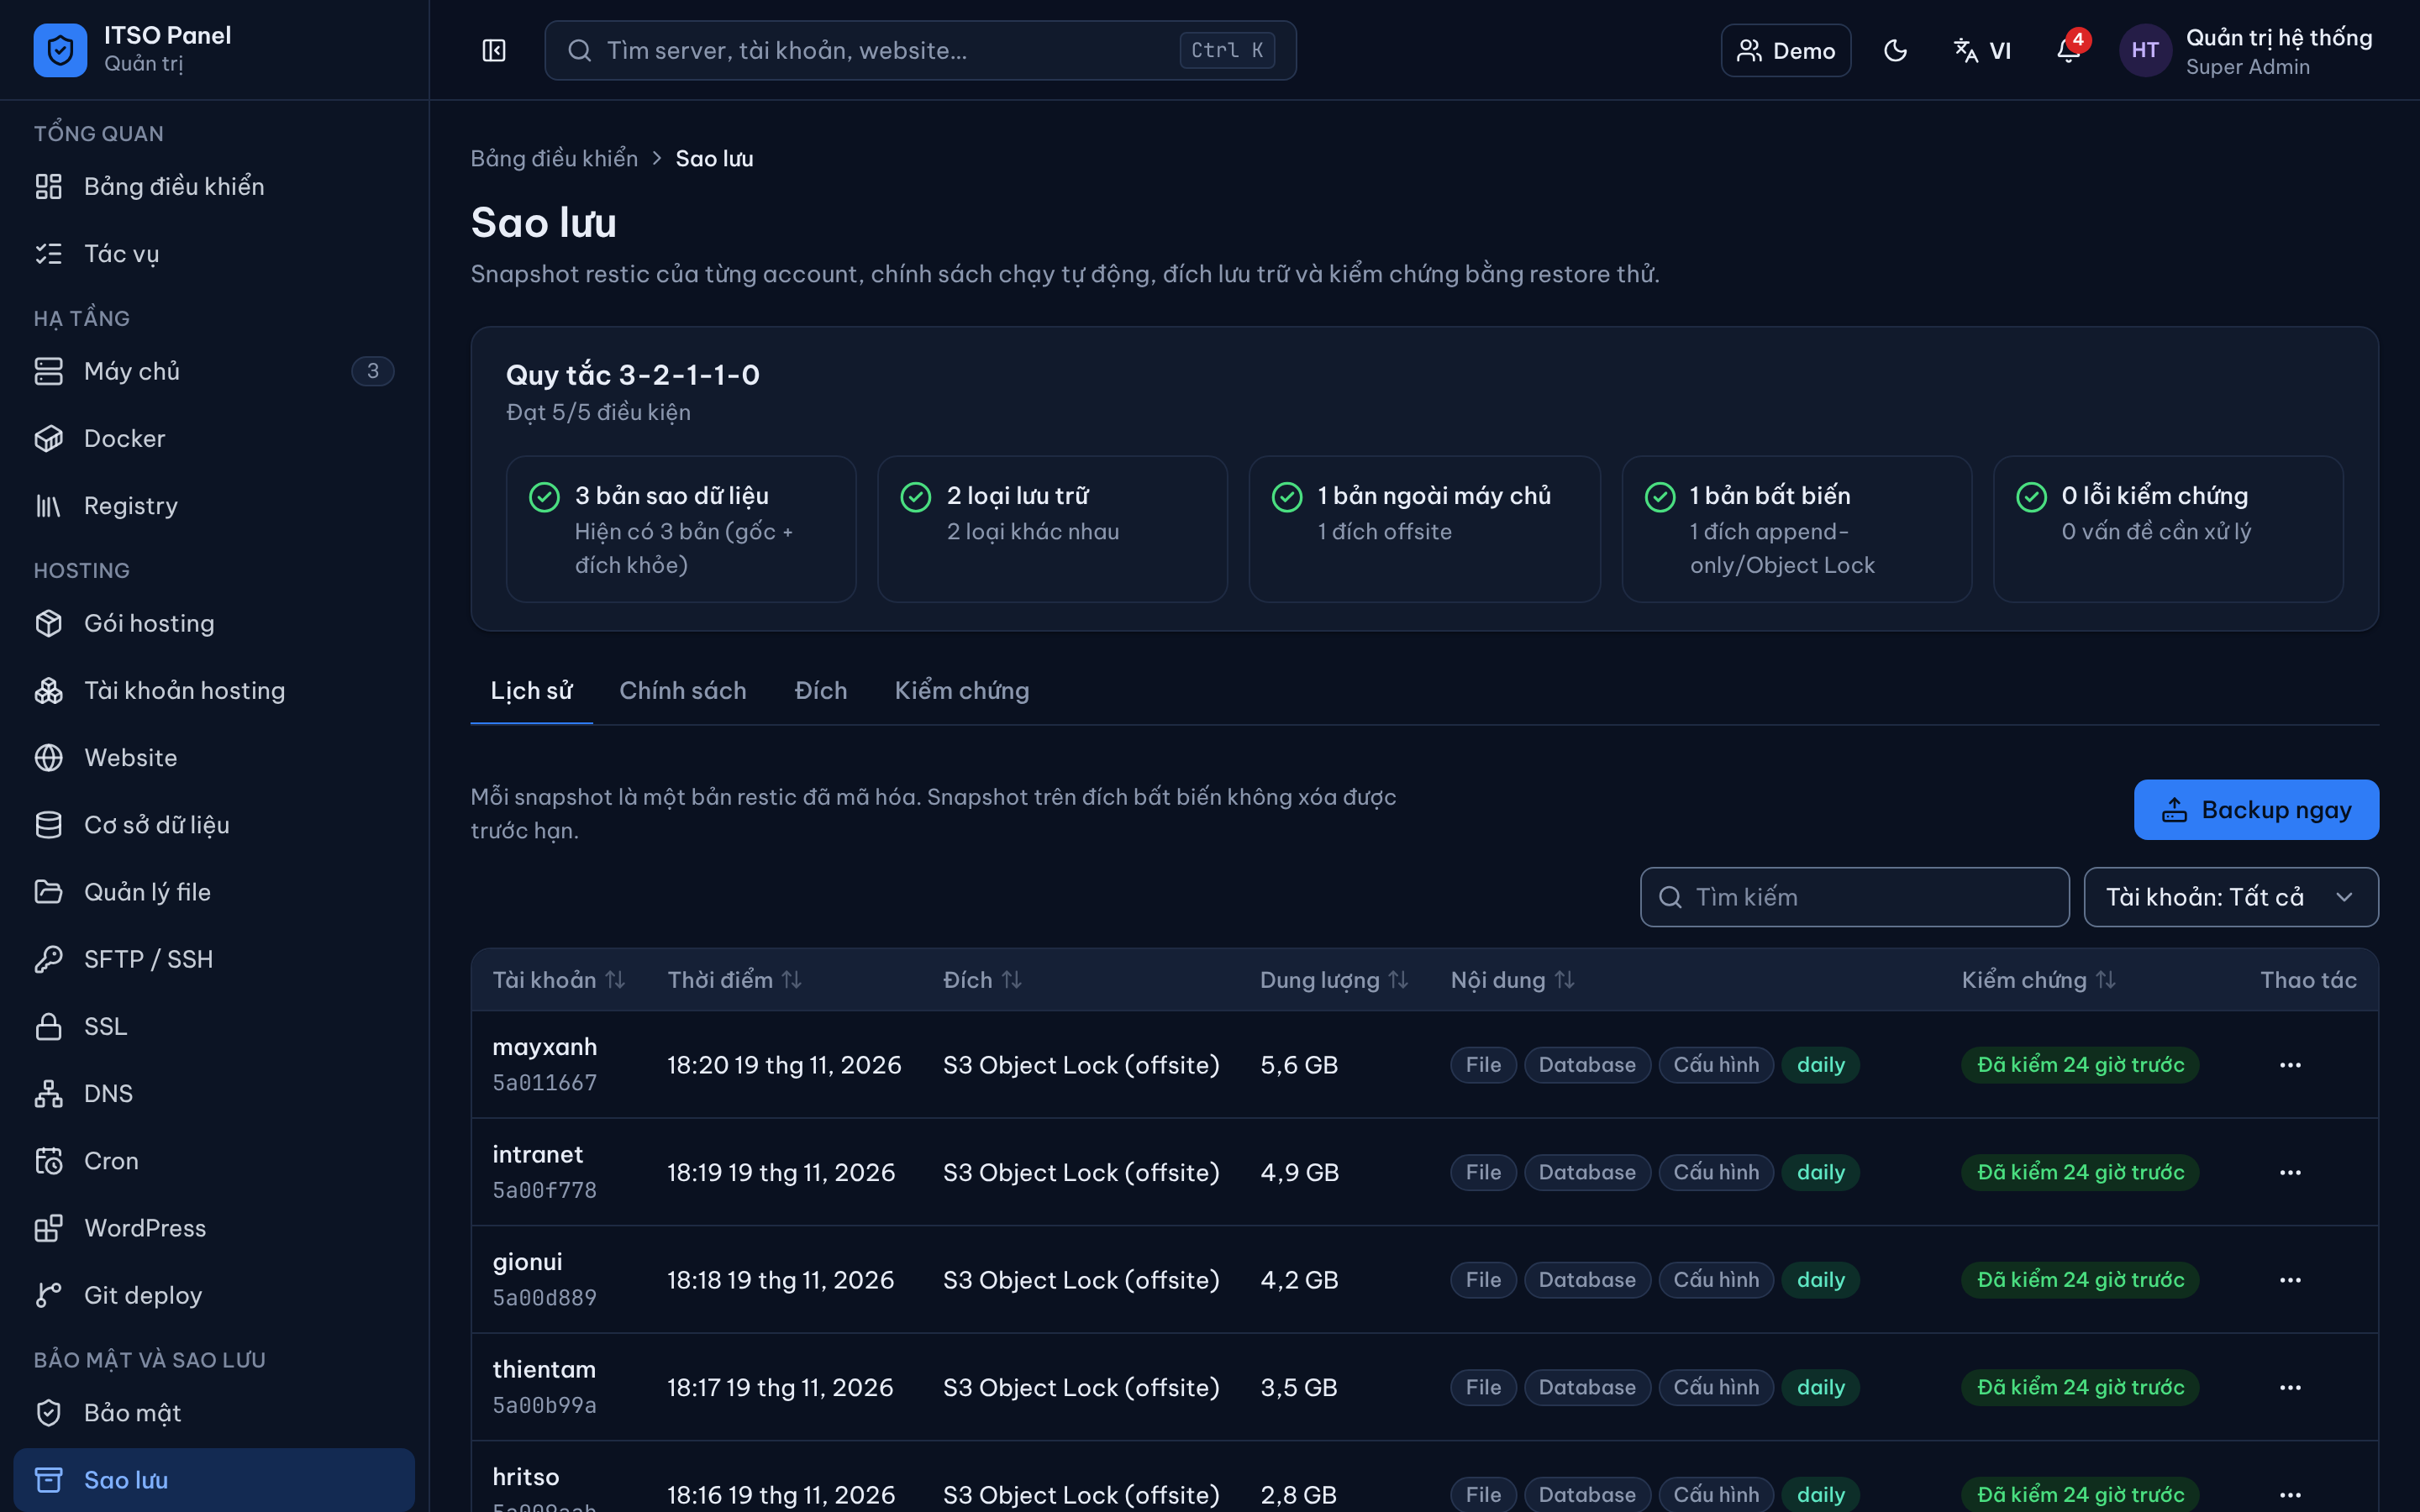 ITSO Panel
Quản trị
Tìm server, tài khoản, website...
Ctrl K
Demo
VI
4
HT
Quản trị hệ thống
Super Admin
TỔNG QUAN
Bảng điều khiển
Tác vụ
HẠ TẦNG
Máy chủ
3
Docker
Registry
HOSTING
Gói hosting
Tài khoản hosting
Website
Cơ sở dữ liệu
Quản lý file
SFTP / SSH
SSL
DNS
Cron
WordPress
Git deploy
BẢO MẬT VÀ SAO LƯU
Bảo mật
Sao lưu
Bảng điều khiển > Sao lưu
Sao lưu
Snapshot restic của từng account, chính sách chạy tự động, đích lưu trữ và kiểm chứng bằng restore thử.
Quy tắc 3-2-1-1-0
Đạt 5/5 điều kiện
3 bản sao dữ liệu
Hiện có 3 bản (gốc +
đích khỏe)
2 loại lưu trữ
2 loại khác nhau
1 bản ngoài máy chủ
1 đích offsite
1 bản bất biến
1 đích append-
only/Object Lock
0 lỗi kiểm chứng
0 vấn đề cần xử lý
Lịch sử
Chính sách
Đích
Kiểm chứng
Mỗi snapshot là một bản restic đã mã hóa. Snapshot trên đích bất biến không xóa được
trước hạn.
Backup ngay
Tìm kiếm
Tài khoản: Tất cả
Tài khoản Thời điểm Đích Dung lượng Nội dung Kiểm chứng Thao tác
mayxanh
5a011667
18:20 19 thg 11, 2026 S3 Object Lock (offsite) 5,6 GB File Database Cấu hình daily Đã kiểm 24 giờ trước
intranet
5a00f778
18:19 19 thg 11, 2026 S3 Object Lock (offsite) 4,9 GB File Database Cấu hình daily Đã kiểm 24 giờ trước
gionui
5a00d889
18:18 19 thg 11, 2026 S3 Object Lock (offsite) 4,2 GB File Database Cấu hình daily Đã kiểm 24 giờ trước
thientam
5a00b99a
18:17 19 thg 11, 2026 S3 Object Lock (offsite) 3,5 GB File Database Cấu hình daily Đã kiểm 24 giờ trước
hritso
18:16 19 thg 11, 2026 S3 Object Lock (offsite) 2,8 GB File Database Cấu hình daily Đã kiểm 24 giờ trước